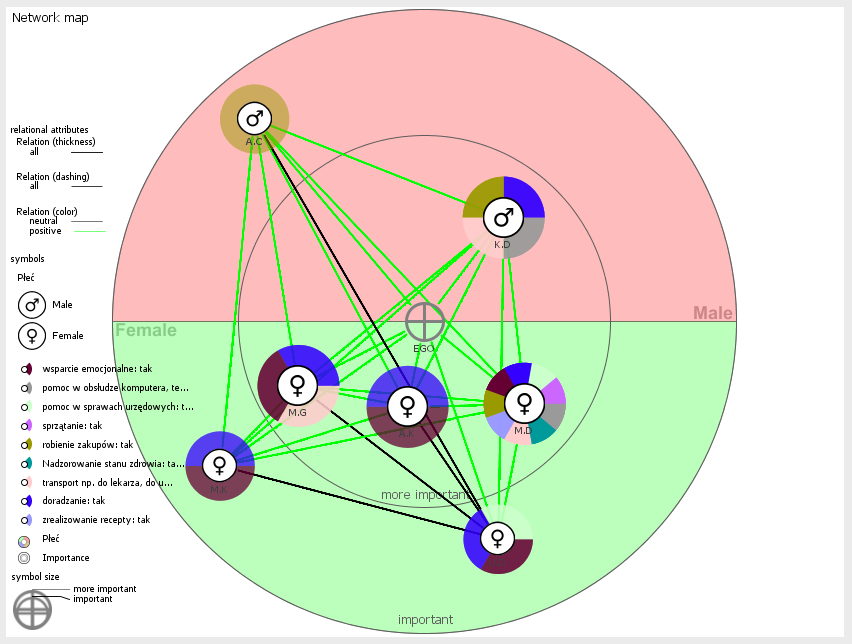 Network map
relational attributes
Relation (thickness)
all
Relation (dashing)
all
Relation (color)
neutral
positive
symbols
Płeć
Male
Female
wsparcie emocjonalne: tak
pomoc w obsłudze komputera, te...
pomoc w sprawach urzędowych: t...
sprzątanie: tak
robienie zakupów: tak
Nadzorowanie stanu zdrowia: ta...
transport np. do lekarza, do u...
doradzanie: tak
zrealizowanie recepty: tak
Płeć
Importance
symbol size
more important
important
A.C
K.D
Male
Female
EGO
M.G
A.K
M.D
more important
important